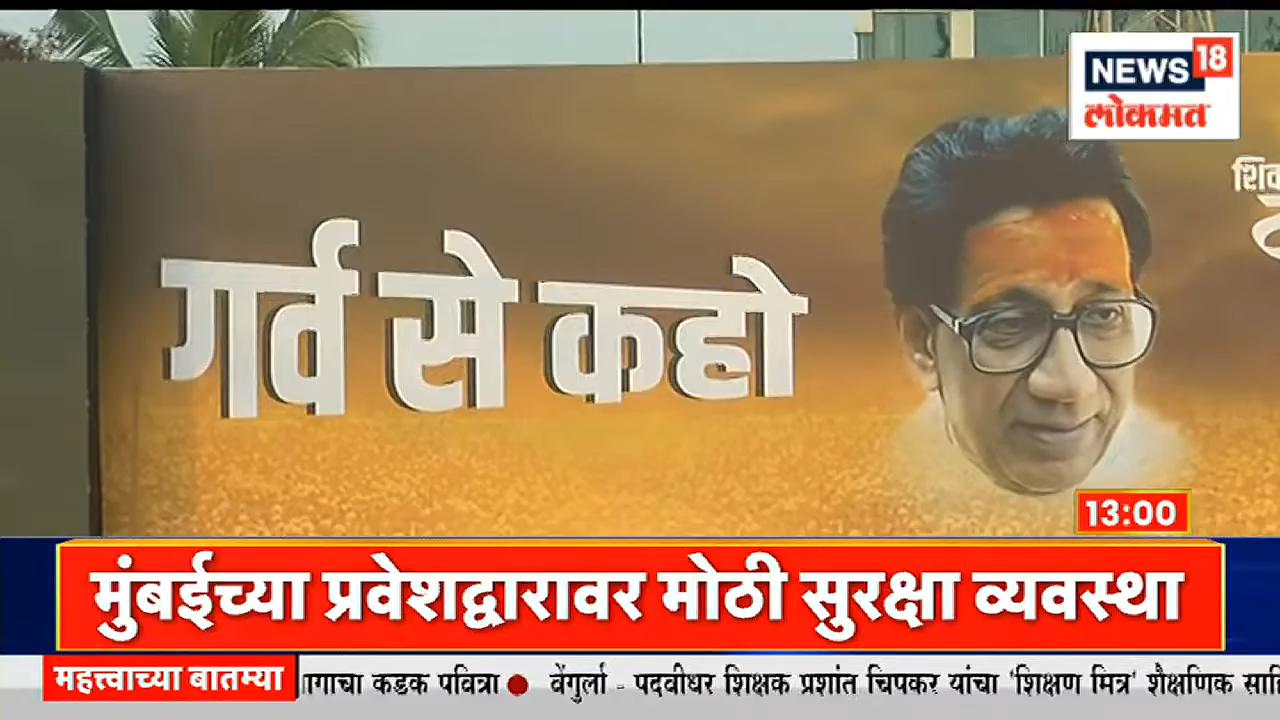 NEWS 18
लोकमत
गर्व से कहो
13:00
मुंबईच्या प्रवेशद्वारावर मोठी सुरक्षा व्यवस्था
महत्त्वाच्या बातम्या
कडक पवित्रा ● वेंगुर्ला - पदवीधर शिक्षक प्रशांत चिपकर यांचा 'शिक्षण मित्र' शैक्षणिक